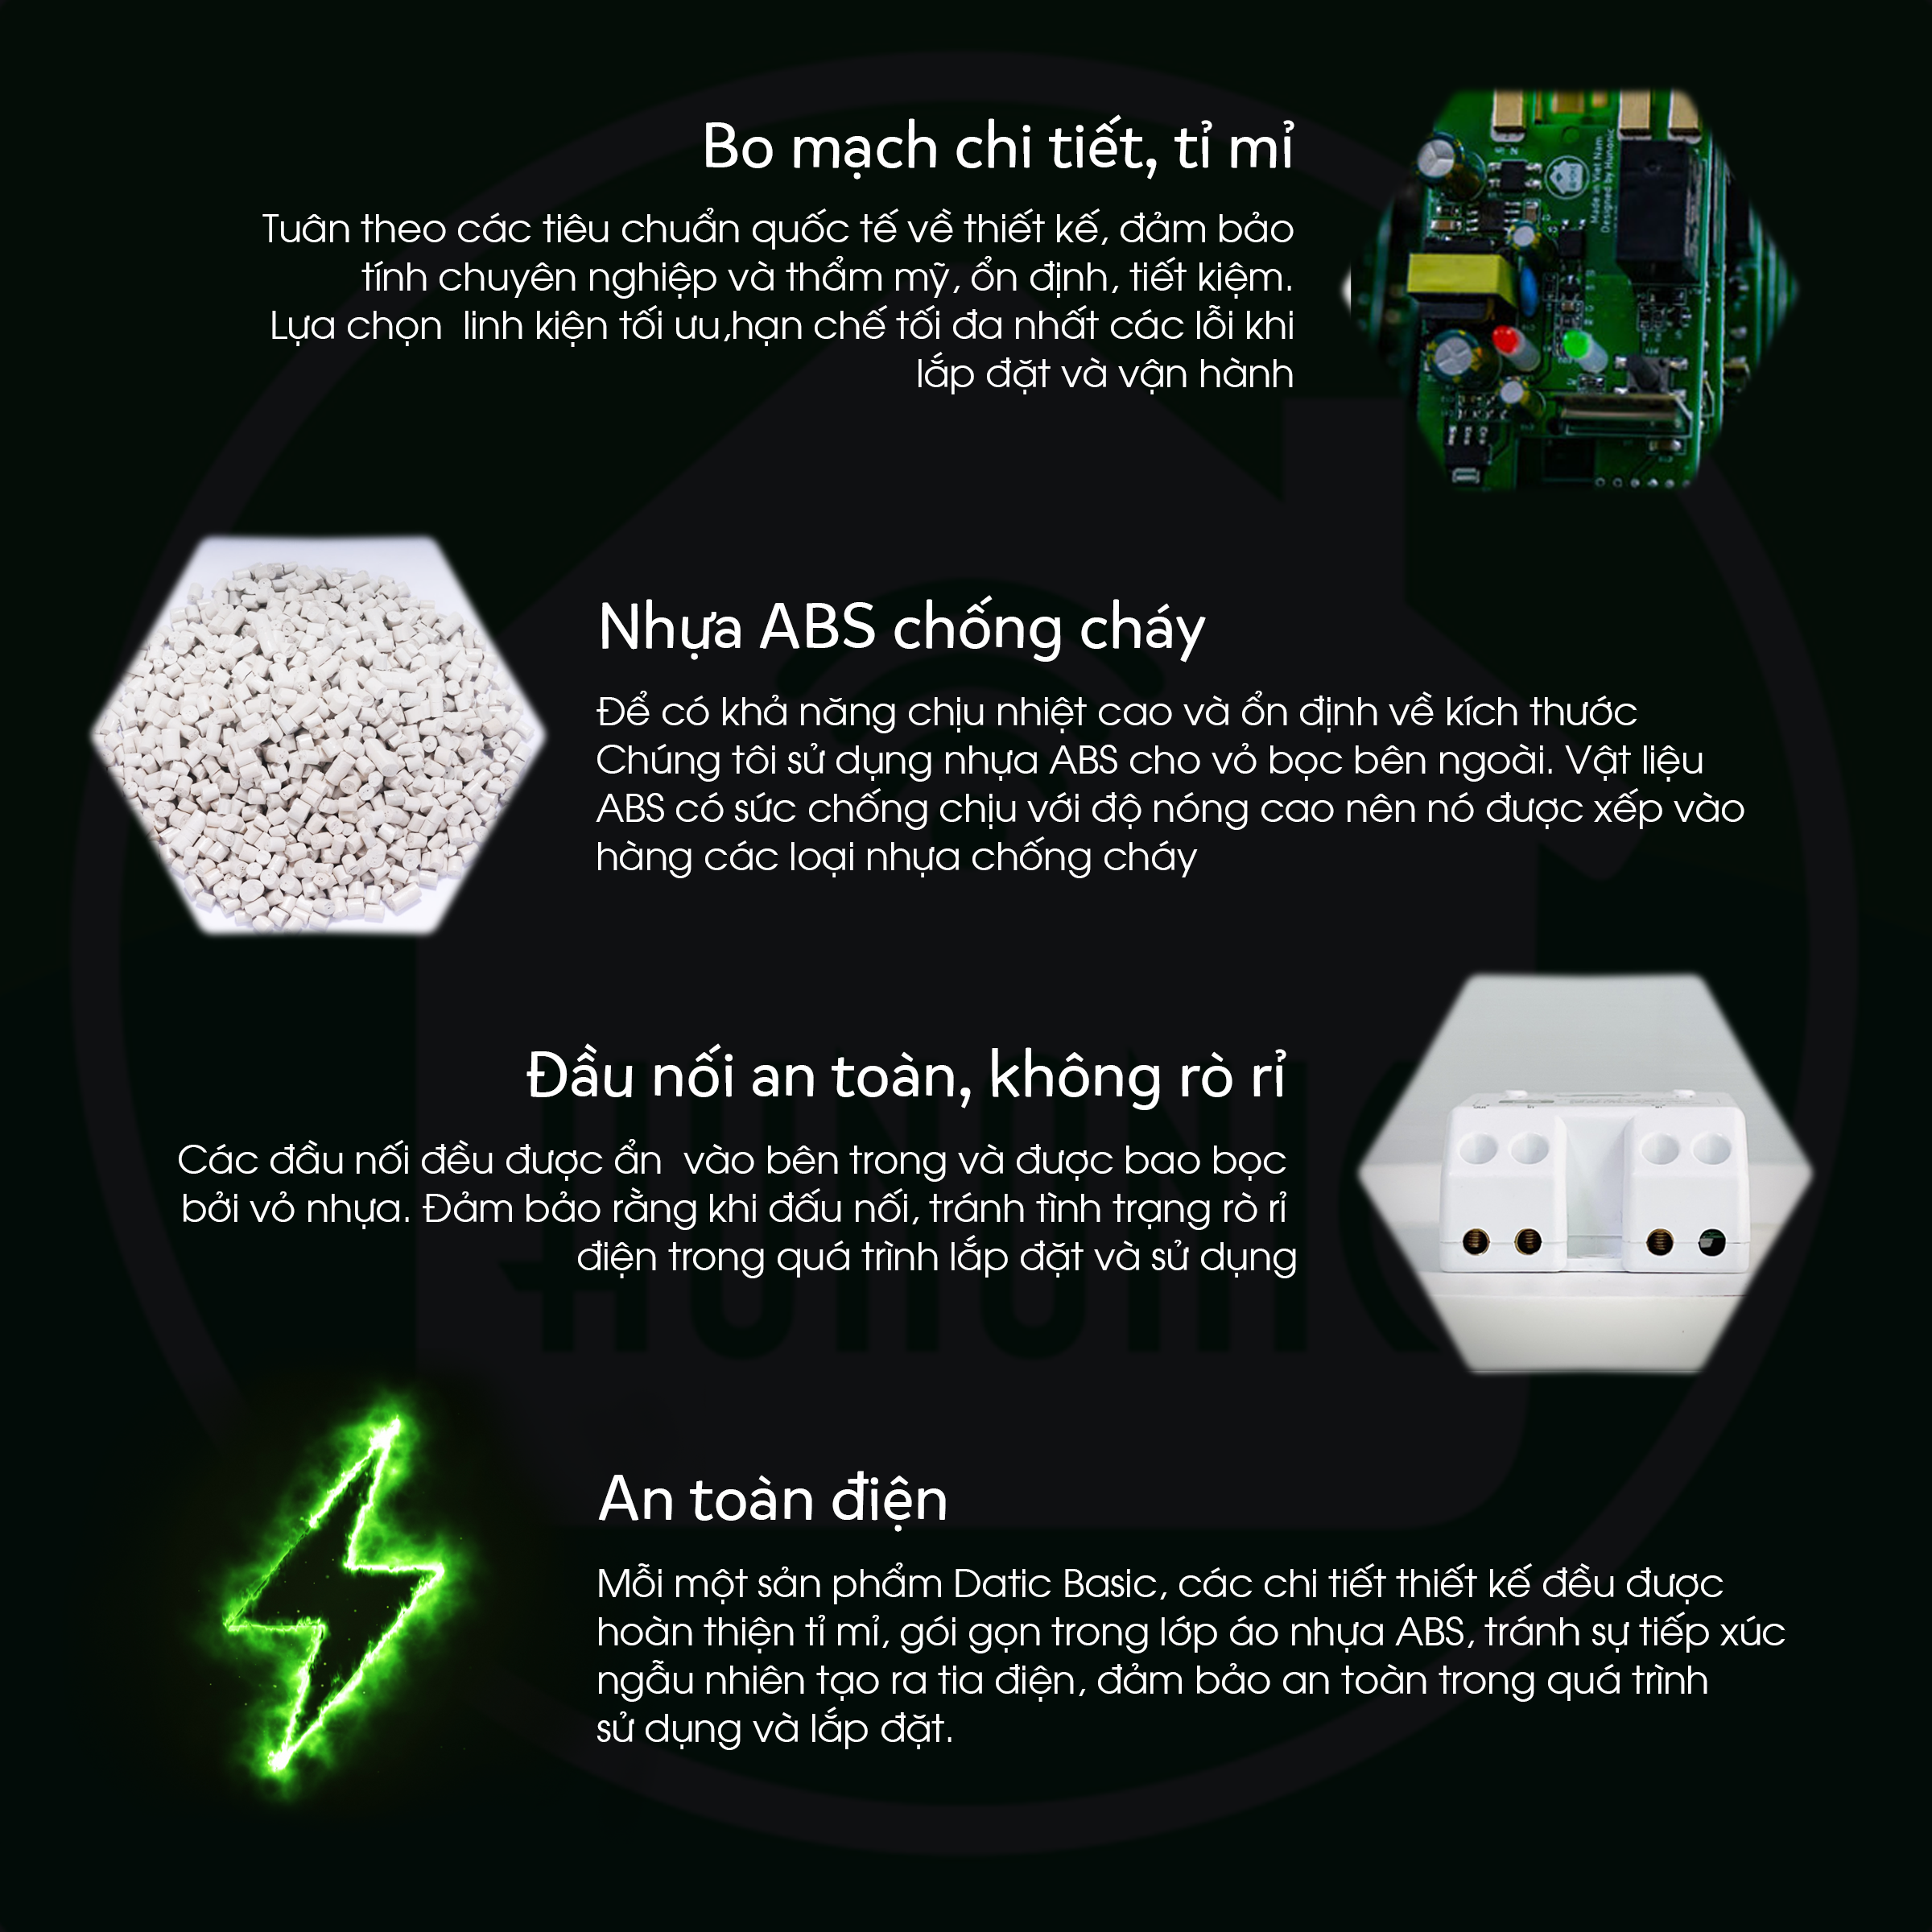 Bo mạch chi tiết, tỉ mỉ
Tuân theo các tiêu chuẩn quốc tế về thiết kế, đảm bảo
tính chuyên nghiệp và thẩm mỹ, ổn định, tiết kiệm.
Lựa chọn linh kiện tối ưu,hạn chế tối đa nhất các lỗi khi
lắp đặt và vận hành
Made in Viet Nam
Designed by Hunonic
Nhựa ABS chống cháy
Để có khả năng chịu nhiệt cao và ổn định về kích thước
Chúng tôi sử dụng nhựa ABS cho vỏ bọc bên ngoài. Vật liệu
ABS có sức chống chịu với độ nóng cao nên nó được xếp vào
hàng các loại nhựa chống cháy
Đầu nối an toàn, không rò rỉ
Các đầu nối đều được ẩn vào bên trong và được bao bọc
bởi vỏ nhựa. Đảm bảo rằng khi đấu nối, tránh tình trạng rò rỉ
điện trong quá trình lắp đặt và sử dụng
HUNONIC
An toàn điện
Mỗi một sản phẩm Datic Basic, các chi tiết thiết kế đều được
hoàn thiện tỉ mỉ, gói gọn trong lớp áo nhựa ABS, tránh sự tiếp xúc
ngẫu nhiên tạo ra tia điện, đảm bảo an toàn trong quá trình
sử dụng và lắp đặt.